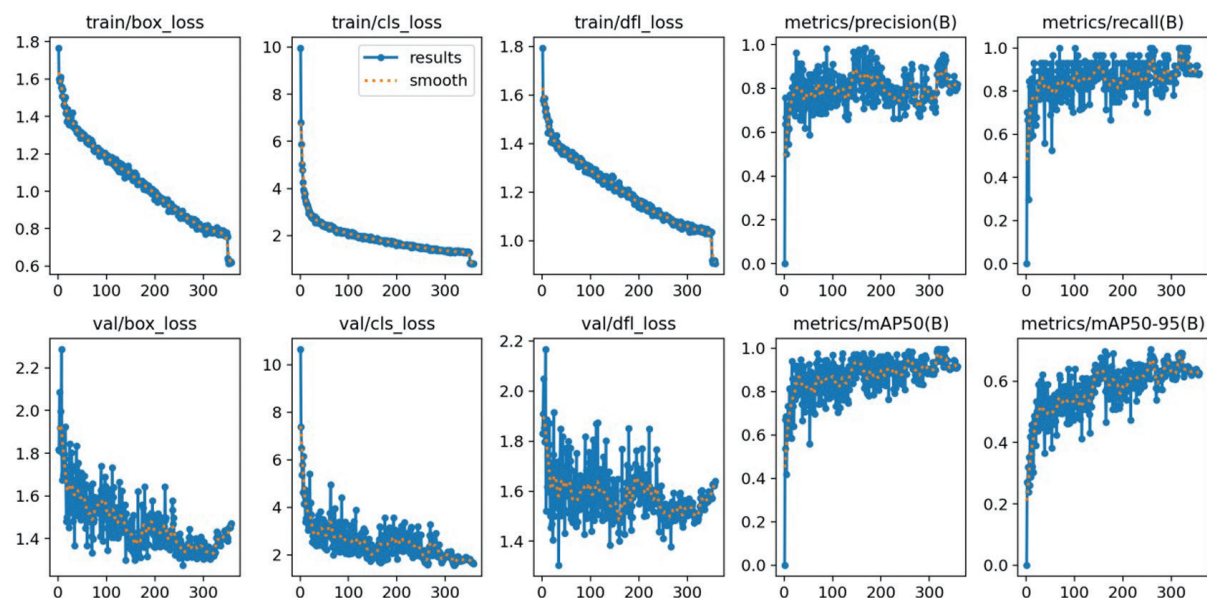 train/box_loss
train/cls_loss
train/dfl_loss
metrics/precision(B)
metrics/recall(B)
1.8
1.6
1.4
1.2
1.0
0.8
0.6
0 100 200 300
10
8
6
4
2
results
smooth
0 100 200 300
1.8
1.6
1.4
1.2
1.0
0 100 200 300
1.0
0.8
0.6
0.4
0.2
0.0
0 100 200 300
1.0
0.8
0.6
0.4
0.2
0.0
0 100 200 300
val/box_loss
val/cls_loss
val/dfl_loss
metrics/mAP50(B)
metrics/mAP50-95(B)
2.2
2.0
1.8
1.6
1.4
0 100 200 300
10
8
6
4
2
0 100 200 300
2.2
2.0
1.8
1.6
1.4
0 100 200 300
1.0
0.8
0.6
0.4
0.2
0.0
0 100 200 300
0.6
0.4
0.2
0.0
0 100 200 300